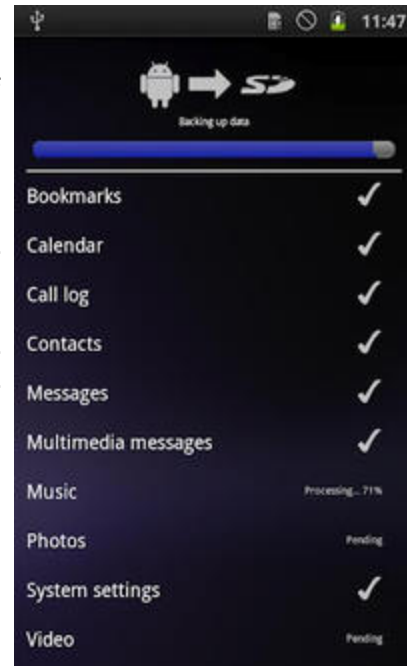 11:47
SD
Backing up data
Bookmarks
Calendar
Call log
Contacts
Messages
Multimedia messages
Music Processing... 71%
Photos Pending
System settings
Video Pending